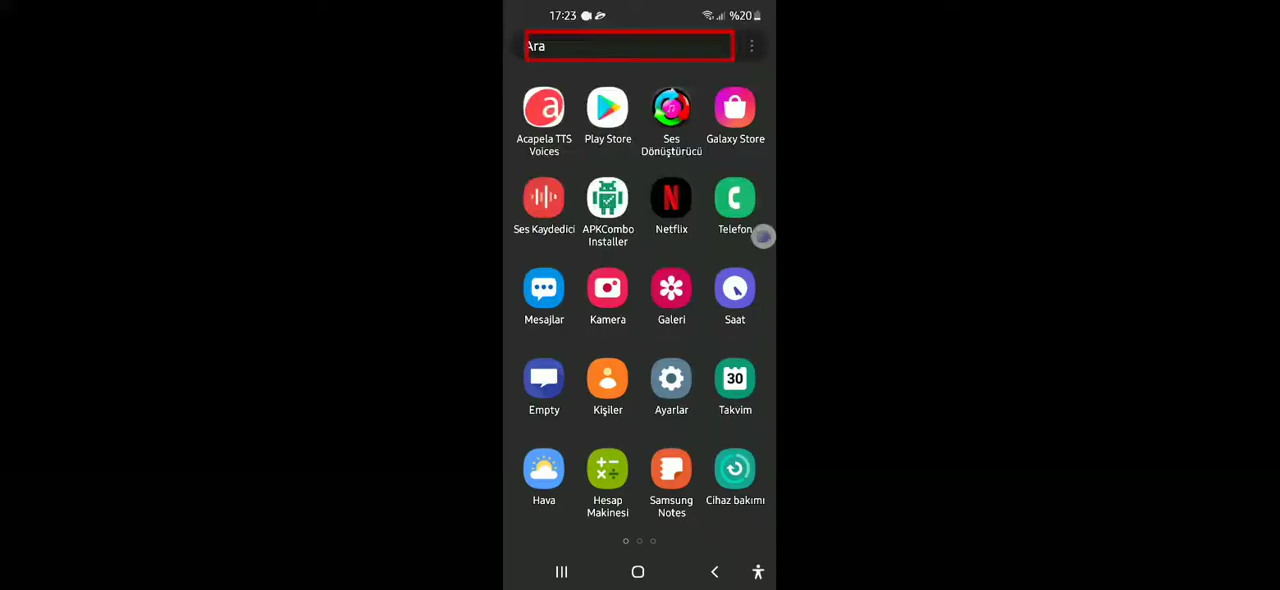 17:23 %20
Ara
Acapela TTS Voices
Play Store
Ses Dönüştürücü
Galaxy Store
Ses Kaydedici
APKCombo Installer
Netflix
Telefon
Mesajlar
Kamera
Galeri
Saat
30
Empty
Kişiler
Ayarlar
Takvim
Hava
Hesap Makinesi
Samsung Notes
Cihaz bakımı